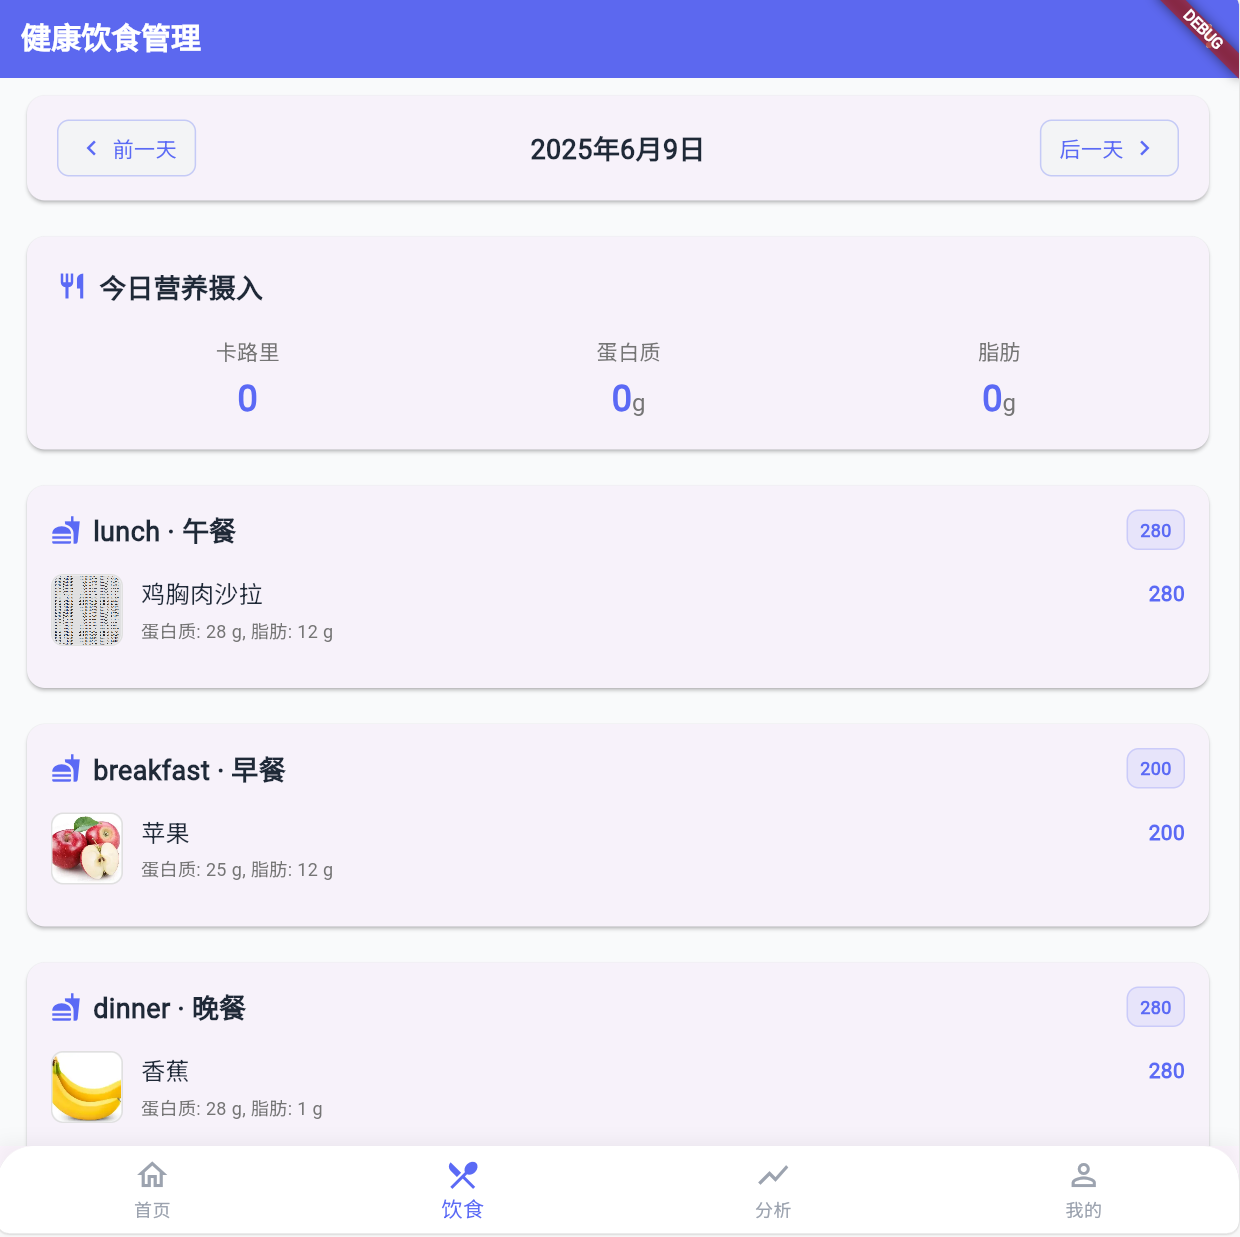 健康饮食管理
DEBUG
前一天
2025年6月9日
后一天
今日营养摄入
卡路里
蛋白质
脂肪
0
0g
0g
lunch · 午餐
280
鸡胸肉沙拉
280
蛋白质: 28 g, 脂肪: 12 g
breakfast · 早餐
200
苹果
200
蛋白质: 25 g, 脂肪: 12 g
dinner · 晚餐
280
香蕉
280
蛋白质: 28 g, 脂肪: 1 g
首页
饮食
分析
我的